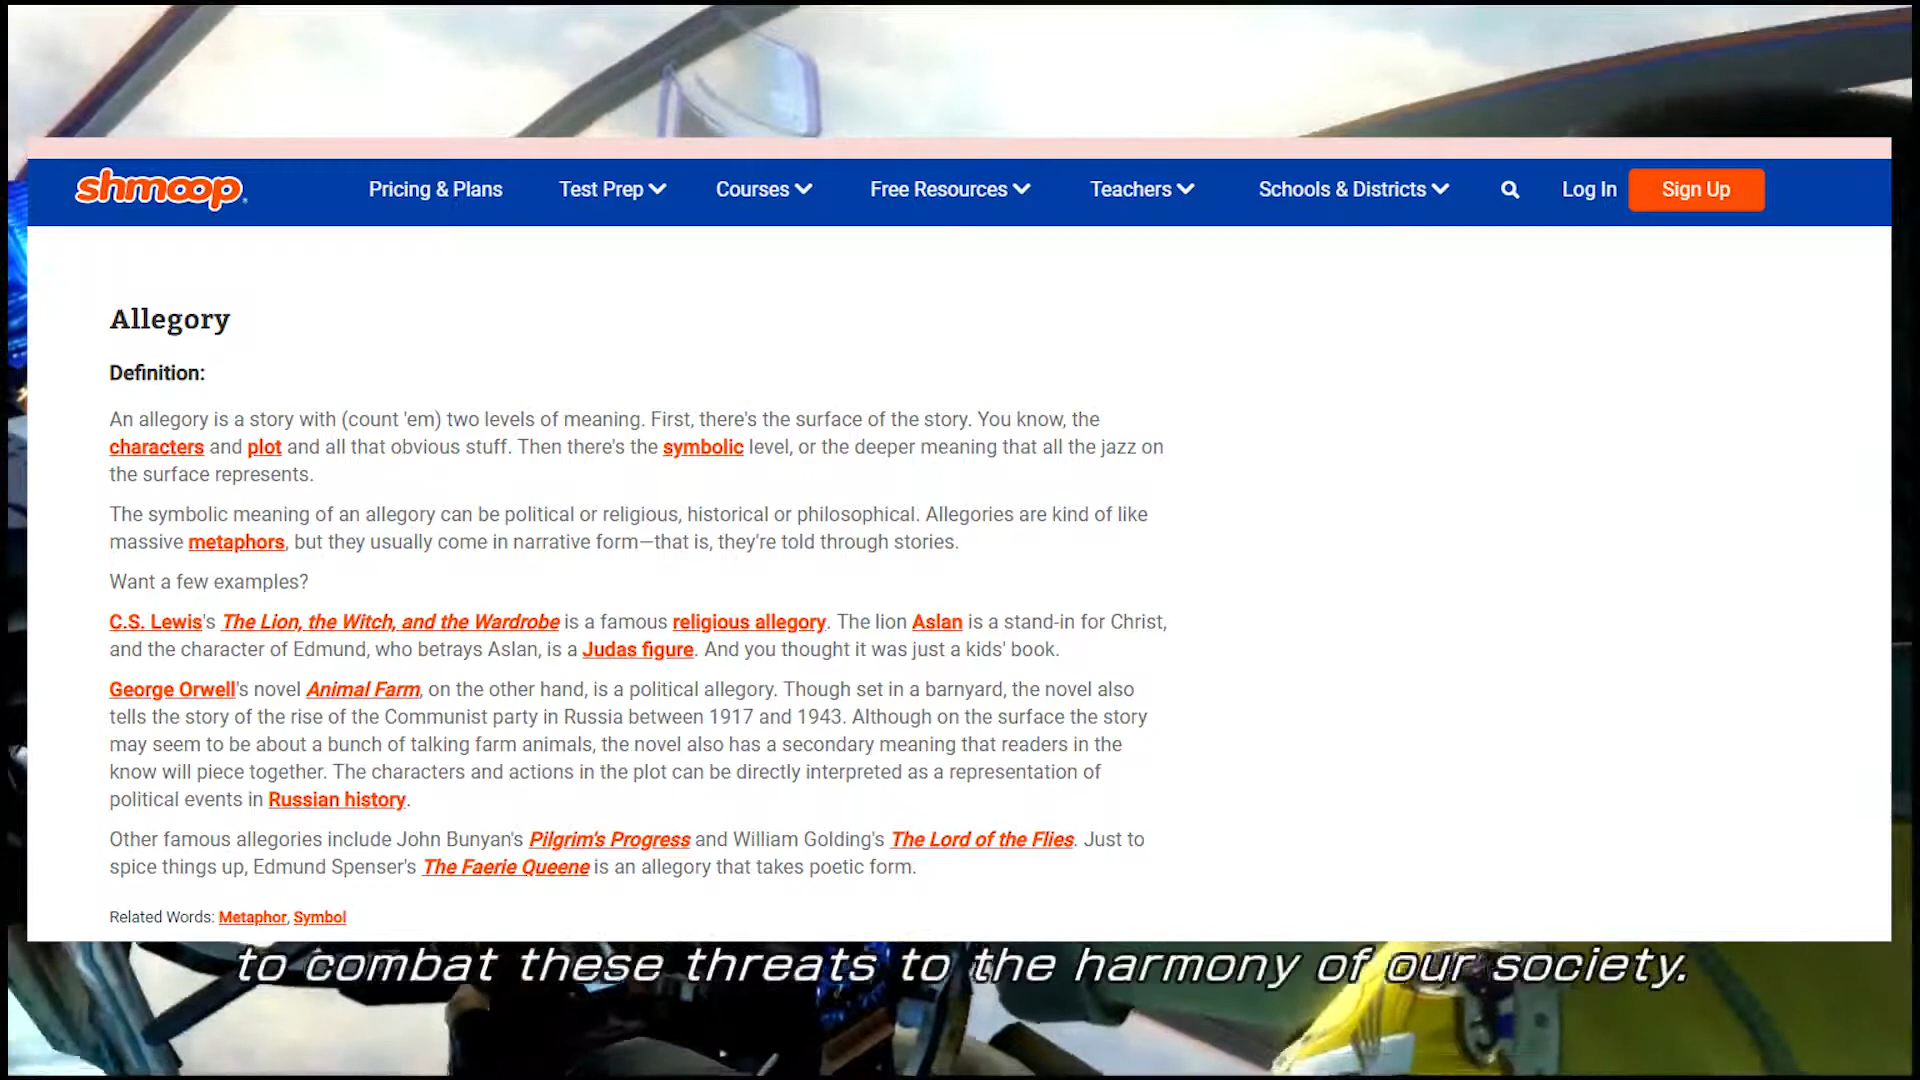 shmoop
Pricing & Plans
Test Prep
Courses
Free Resources
Teachers
Schools & Districts
Log In
Sign Up
Allegory
Definition:
An allegory is a story with (count 'em) two levels of meaning. First, there's the surface of the story. You know, the
characters and plot and all that obvious stuff. Then there's the symbolic level, or the deeper meaning that all the jazz on
the surface represents.
The symbolic meaning of an allegory can be political or religious, historical or philosophical. Allegories are kind of like
massive metaphors, but they usually come in narrative form—that is, they're told through stories.
Want a few examples?
C.S. Lewis's The Lion, the Witch, and the Wardrobe is a famous religious allegory. The lion Aslan is a stand-in for Christ,
and the character of Edmund, who betrays Aslan, is a Judas figure. And you thought it was just a kids' book.
George Orwell's novel Animal Farm, on the other hand, is a political allegory. Though set in a barnyard, the novel also
tells the story of the rise of the Communist party in Russia between 1917 and 1943. Although on the surface the story
may seem to be about a bunch of talking farm animals, the novel also has a secondary meaning that readers in the
know will piece together. The characters and actions in the plot can be directly interpreted as a representation of
political events in Russian history.
Other famous allegories include John Bunyan's Pilgrim's Progress and William Golding's The Lord of the Flies. Just to
spice things up, Edmund Spenser's The Faerie Queene is an allegory that takes poetic form.
Related Words: Metaphor, Symbol
to combat these threats to the harmony of our society.